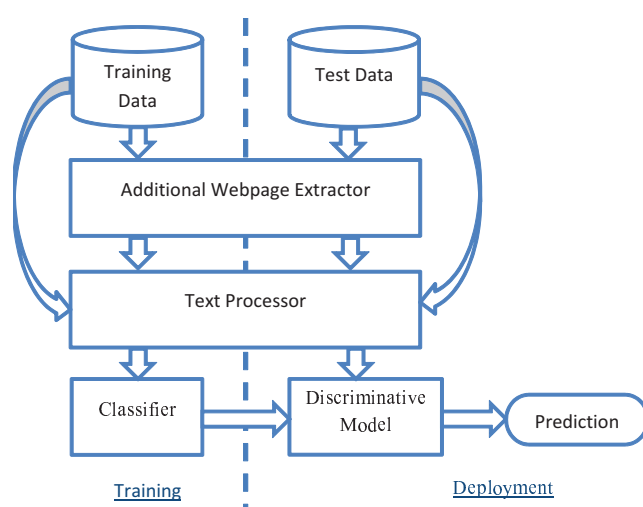 Training
Data
Test Data
Additional Webpage Extractor
Text Processor
Classifier
Discriminative
Model
Prediction
Training
Deployment